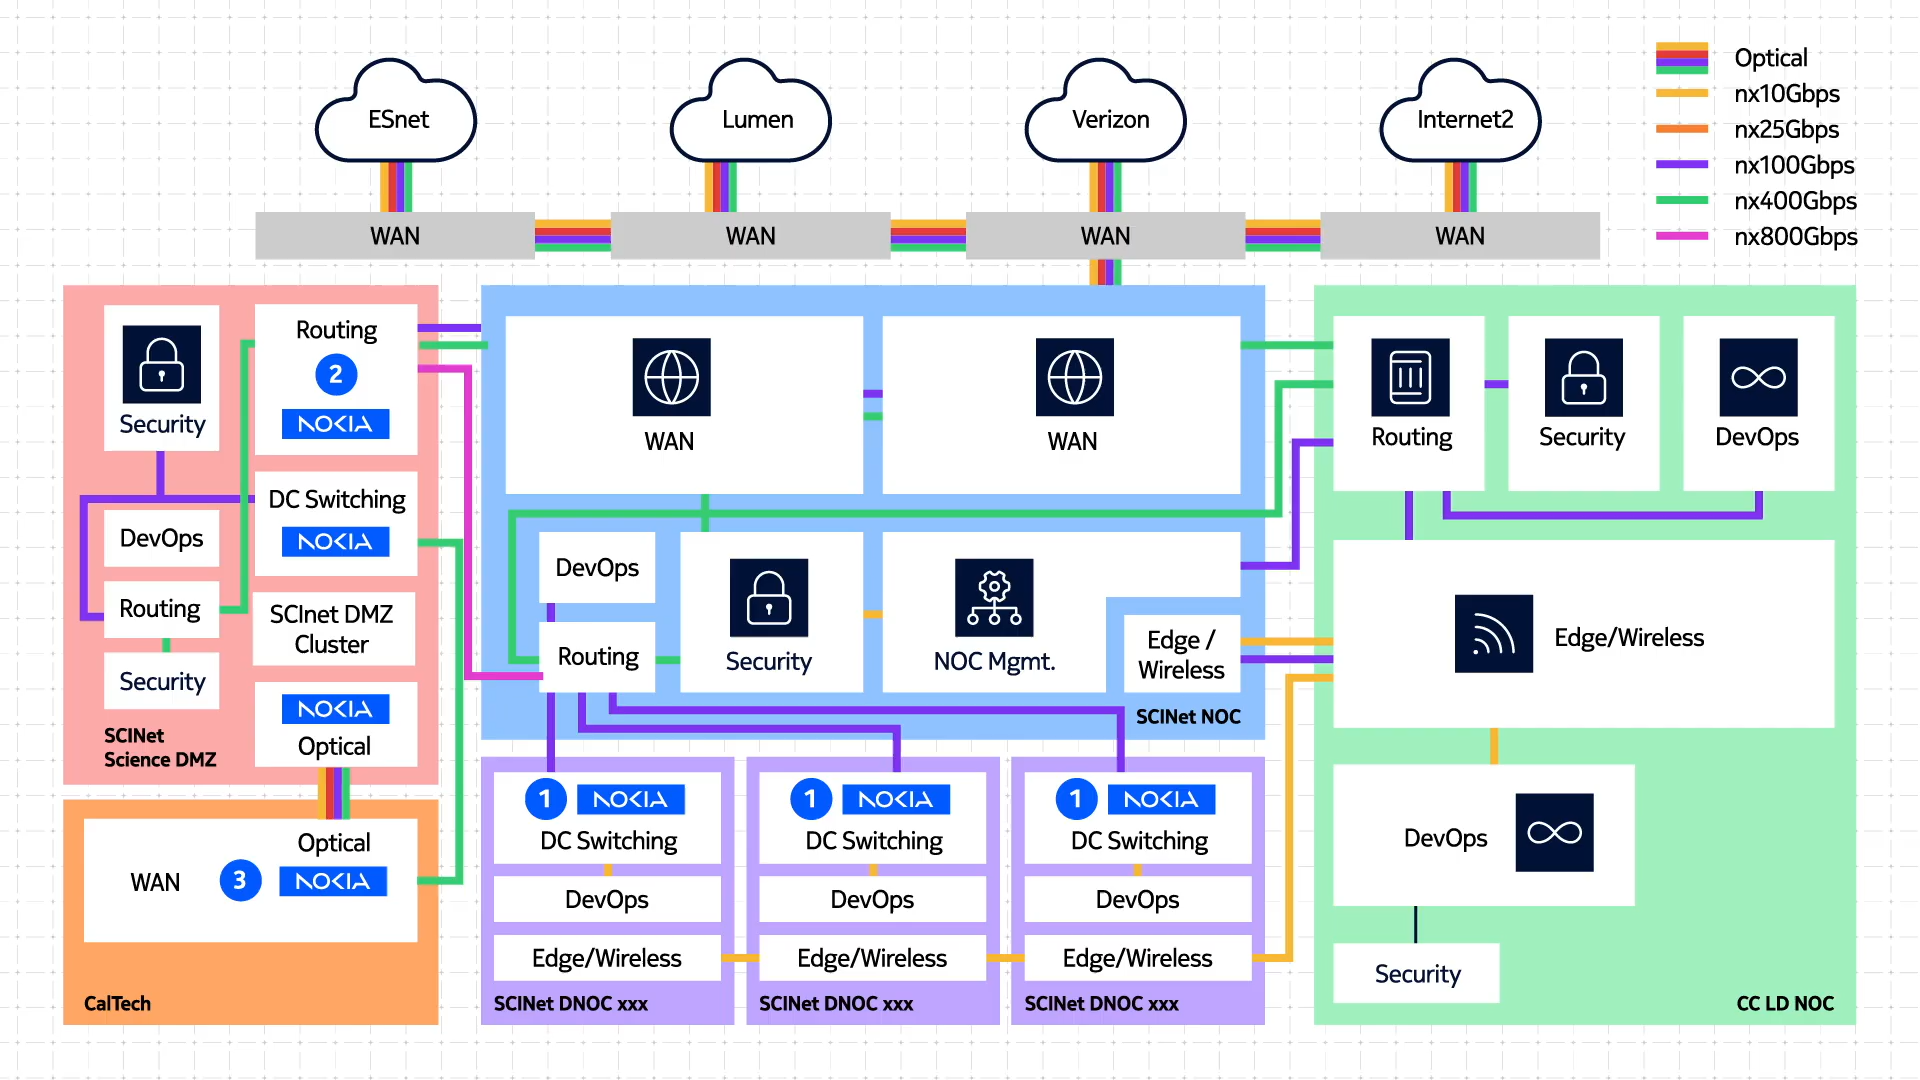 ESnet
Lumen
Verizon
Internet2
Optical
nx10Gbps
nx25Gbps
nx100Gbps
nx400Gbps
nx800Gbps
WAN
WAN
WAN
WAN
Security
Routing
2
NOKIA
DC Switching
NOKIA
DevOps
Routing
SCInet DMZ
Cluster
Security
NOKIA
Optical
SCINet
Science DMZ
Optical
WAN
3
NOKIA
CalTech
WAN
WAN
DevOps
Routing
Security
NOC Mgmt.
Edge /
Wireless
SCINet NOC
1
NOKIA
DC Switching
DevOps
Edge/Wireless
SCINet DNOC xxx
1
NOKIA
DC Switching
DevOps
Edge/Wireless
SCINet DNOC xxx
1
NOKIA
DC Switching
DevOps
Edge/Wireless
SCINet DNOC xxx
Routing
Security
DevOps
Edge/Wireless
DevOps
Security
CC LD NOC